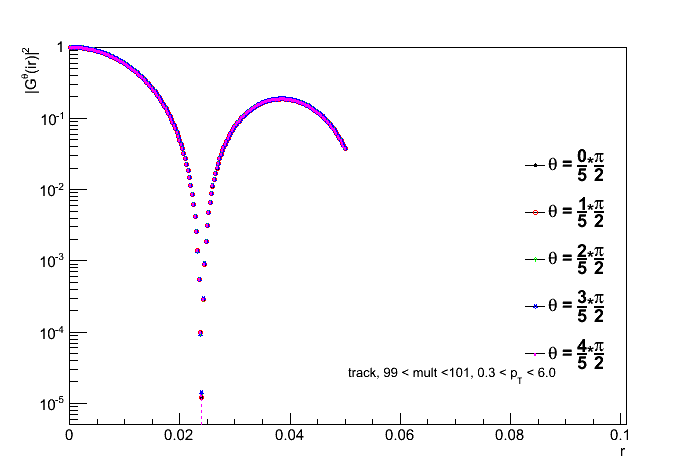 |G^θ(ir)|²
1
10⁻¹
10⁻²
10⁻³
10⁻⁴
10⁻⁵
θ = 0/5 * π/2
θ = 1/5 * π/2
θ = 2/5 * π/2
θ = 3/5 * π/2
θ = 4/5 * π/2
track, 99 < mult <101, 0.3 < p_T < 6.0
0 0.02 0.04 0.06 0.08 0.1
r